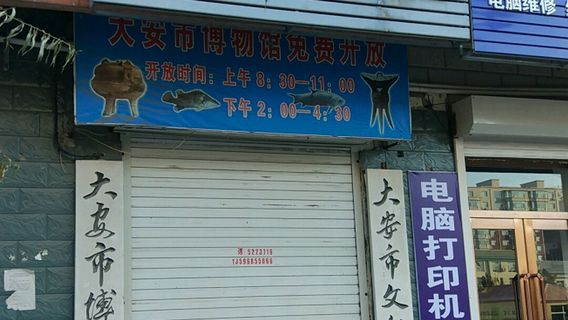 大安市博物馆免费开放
开放时间：上午8：30—11：00
下午2：00—4：30
电脑维修
大安市博
大安市文
电脑打印机
5223716